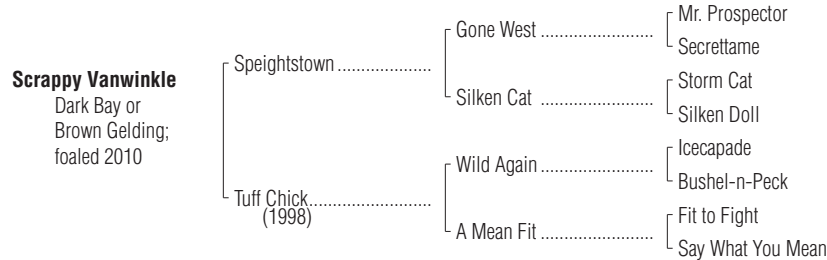 Scrappy Vanwinkle
Dark Bay or
Brown Gelding;
foaled 2010
Speightstown
Tuff Chick
(1998)
Gone West
Silken Cat
Wild Again
A Mean Fit
Mr. Prospector
Secrettame
Storm Cat
Silken Doll
Icecapade
Bushel-n-Peck
Fit to Fight
Say What You Mean